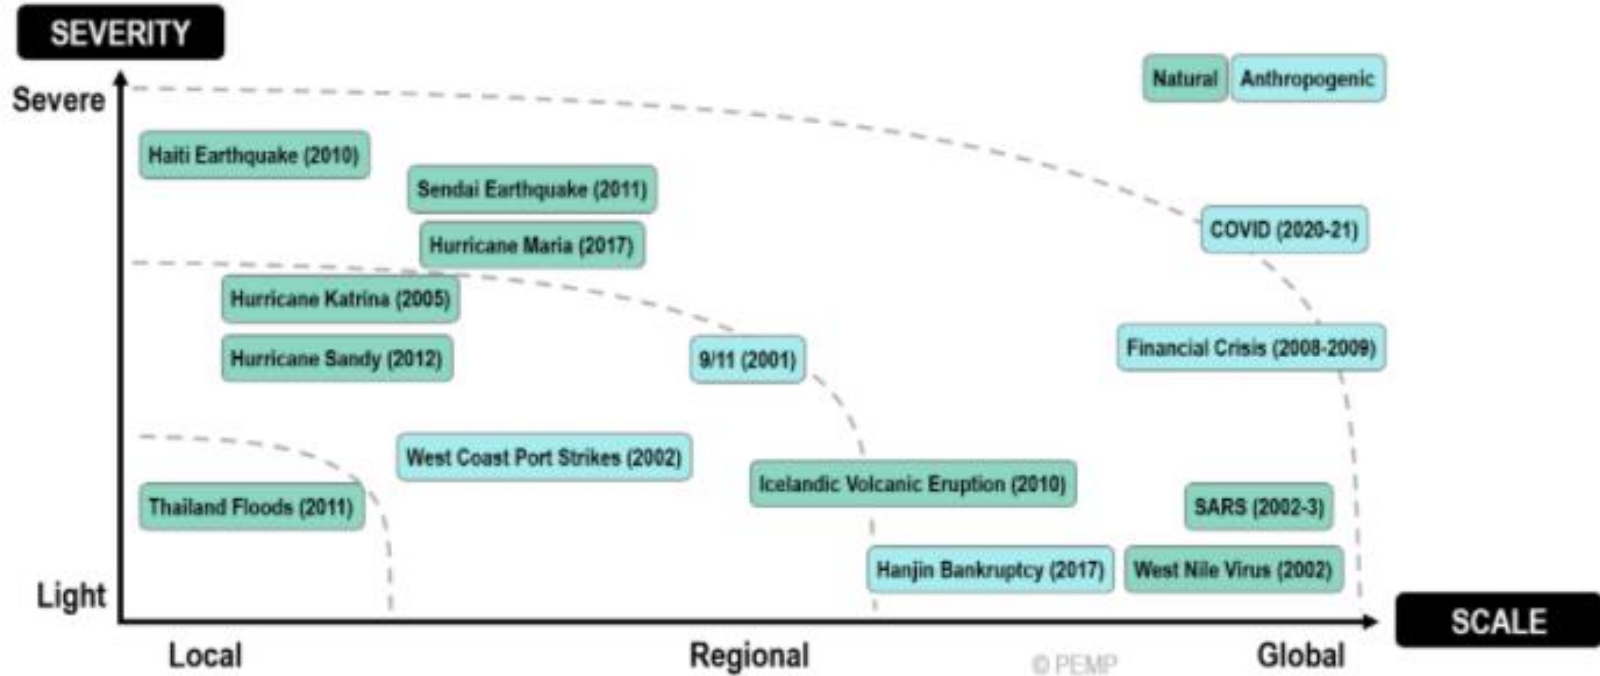 SEVERITY
Severe
Natural Anthropogenic
Haiti Earthquake (2010)
Sendai Earthquake (2011)
COVID (2020-21)
Hurricane Maria (2017)
Hurricane Katrina (2005)
Financial Crisis (2008-2009)
Hurricane Sandy (2012)
9/11 (2001)
West Coast Port Strikes (2002)
Icelandic Volcanic Eruption (2010)
Thailand Floods (2011)
SARS (2002-3)
Hanjin Bankruptcy (2017)
West Nile Virus (2002)
Light
SCALE
Local
Regional
Global
© PEMP